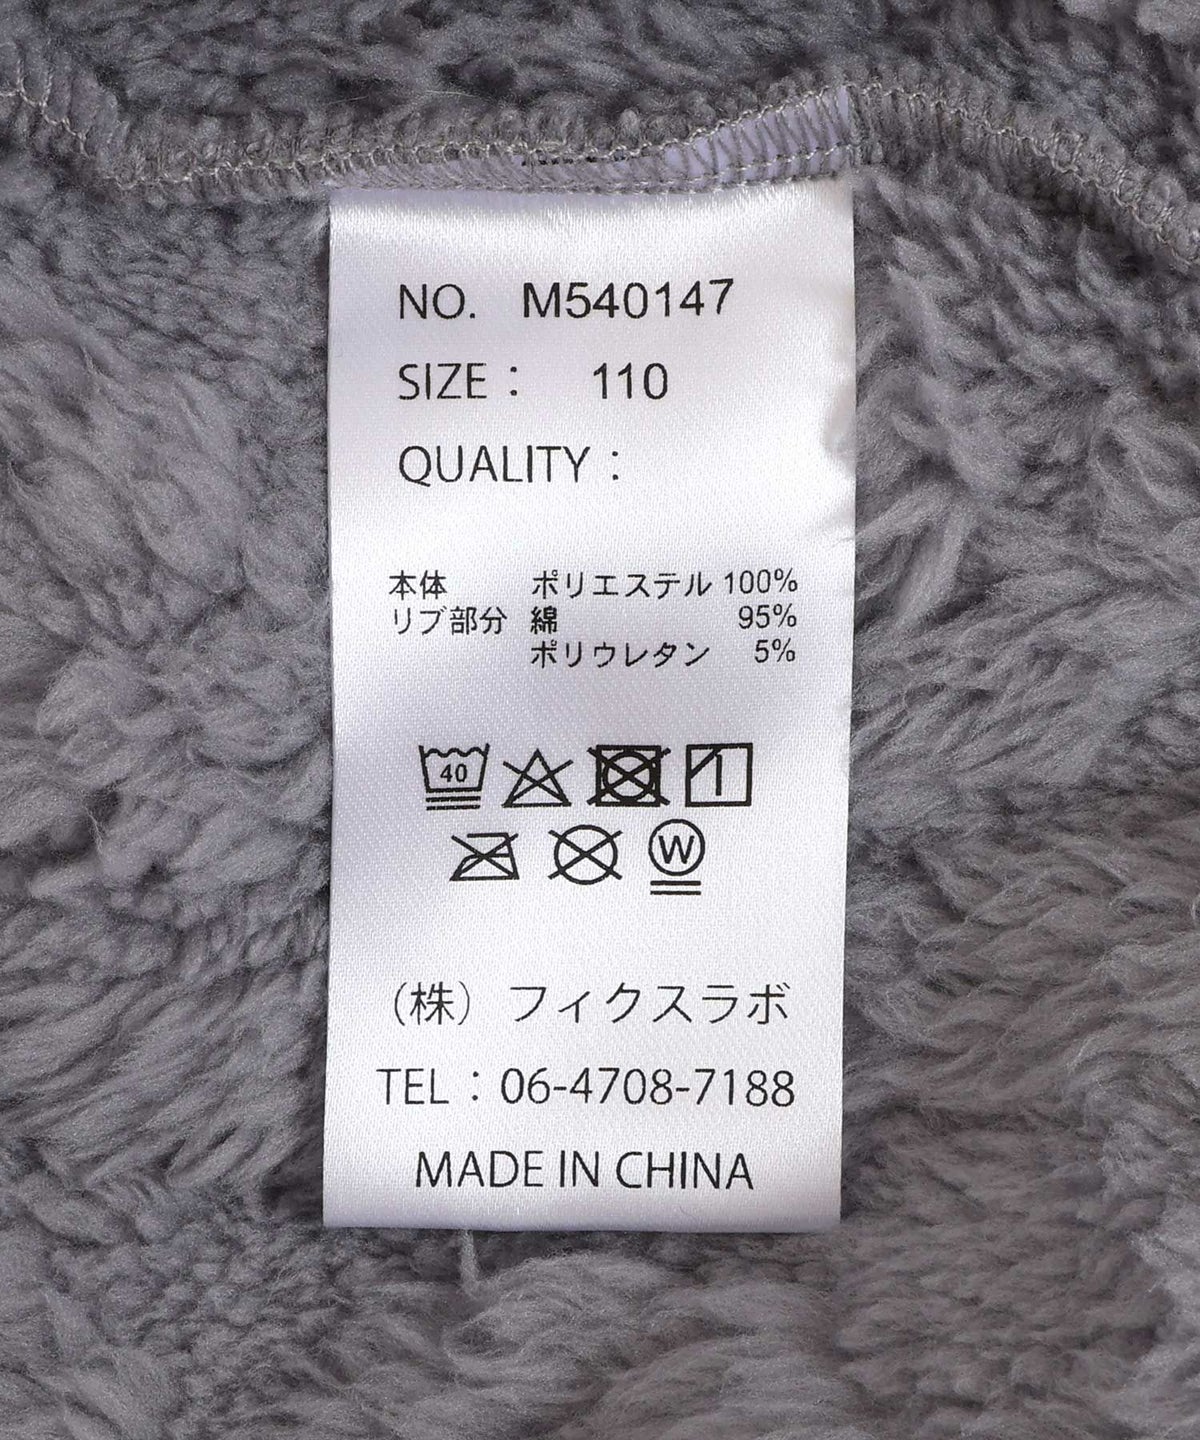 NO. M540147
SIZE : 110
QUALITY :
本体 ポリエステル 100%
リブ部分 綿 95%
ポリウレタン 5%
40
W
(株) フィクスラボ
TEL : 06-4708-7188
MADE IN CHINA